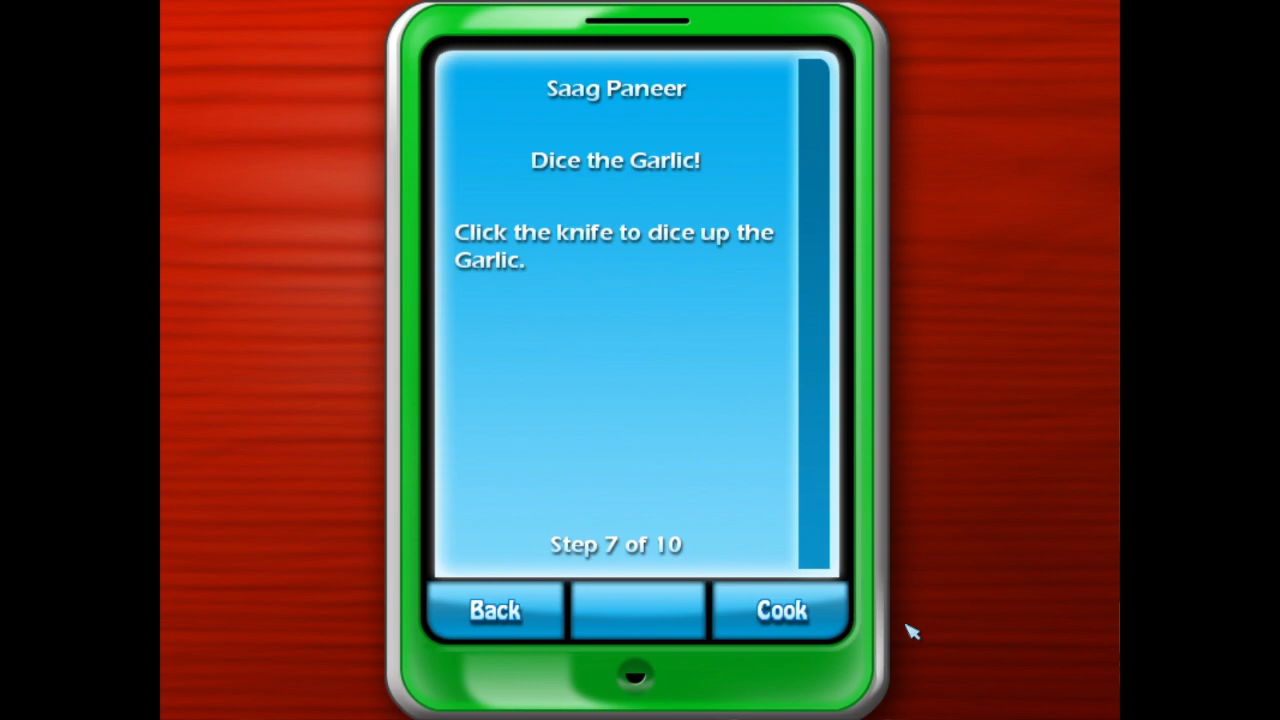 Saag Paneer
Dice the Garlic!
Click the knife to dice up the
Garlic.
Step 7 of 10
Back
Cook